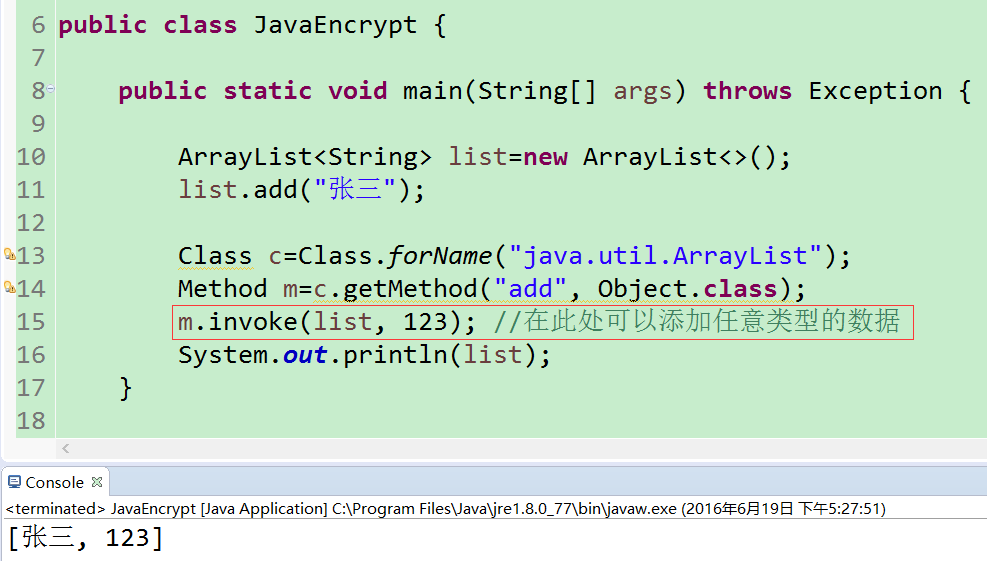 6 public class JavaEncrypt {
7
8 public static void main(String[] args) throws Exception {
9
10 ArrayList<String> list=new ArrayList<>();
11 list.add("张三");
12
13 Class c=Class.forName("java.util.ArrayList");
14 Method m=c.getMethod("add", Object.class);
15 m.invoke(list, 123); //在此处可以添加任意类型的数据
16 System.out.println(list);
17 }
18
Console
<terminated> JavaEncrypt [Java Application] C:\Program Files\Java\jre1.8.0_77\bin\javaw.exe (2016年6月19日 下午5:27:51)
[张三, 123]